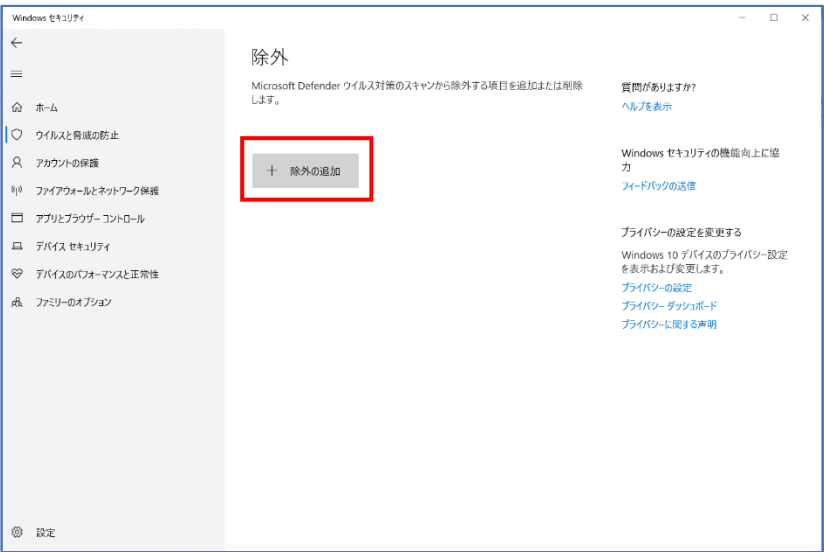 Windows セキュリティ
ホーム
ウイルスと脅威の防止
アカウントの保護
ファイアウォールとネットワーク保護
アプリとブラウザー コントロール
デバイス セキュリティ
デバイスのパフォーマンスと正常性
ファミリーのオプション
設定
除外
Microsoft Defender ウイルス対策のスキャンから除外する項目を追加または削除
します。
除外の追加
質問がありますか?
ヘルプを表示
Windows セキュリティの機能向上に協
力
フィードバックの送信
プライバシーの設定を変更する
Windows 10 デバイスのプライバシー設定
を表示および変更します。
プライバシーの設定
プライバシー ダッシュボード
プライバシーに関する声明